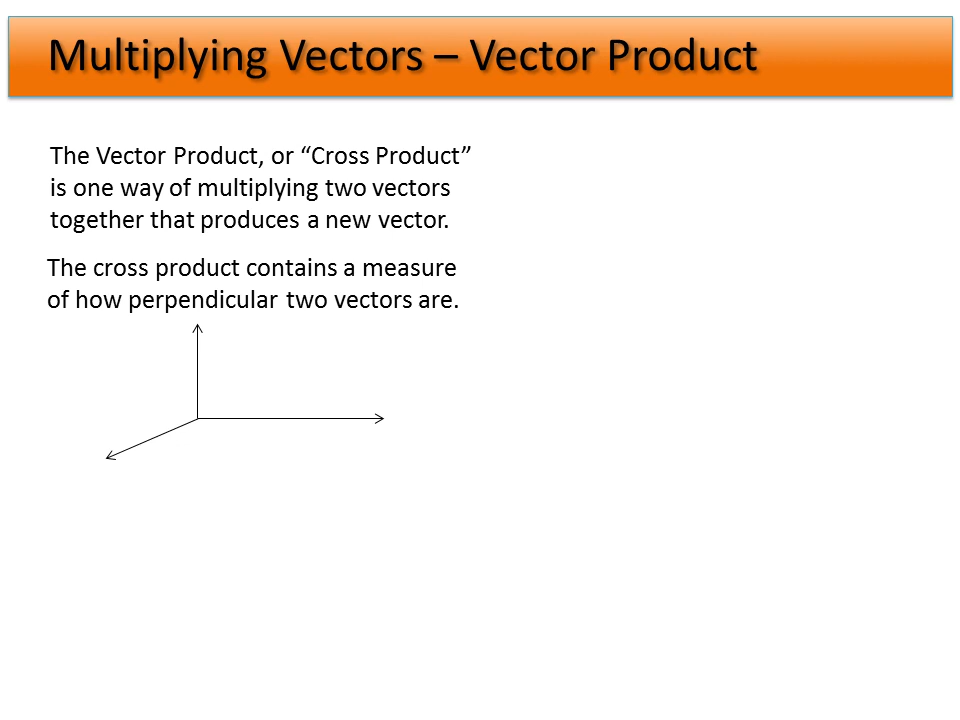 Multiplying Vectors – Vector Product
The Vector Product, or “Cross Product”
is one way of multiplying two vectors
together that produces a new vector.
The cross product contains a measure
of how perpendicular two vectors are.